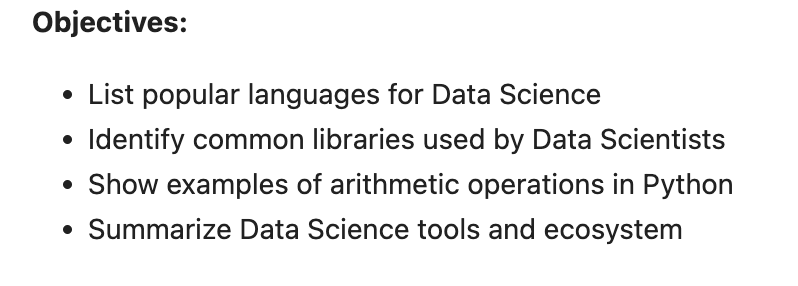 Objectives:
• List popular languages for Data Science
• Identify common libraries used by Data Scientists
• Show examples of arithmetic operations in Python
• Summarize Data Science tools and ecosystem